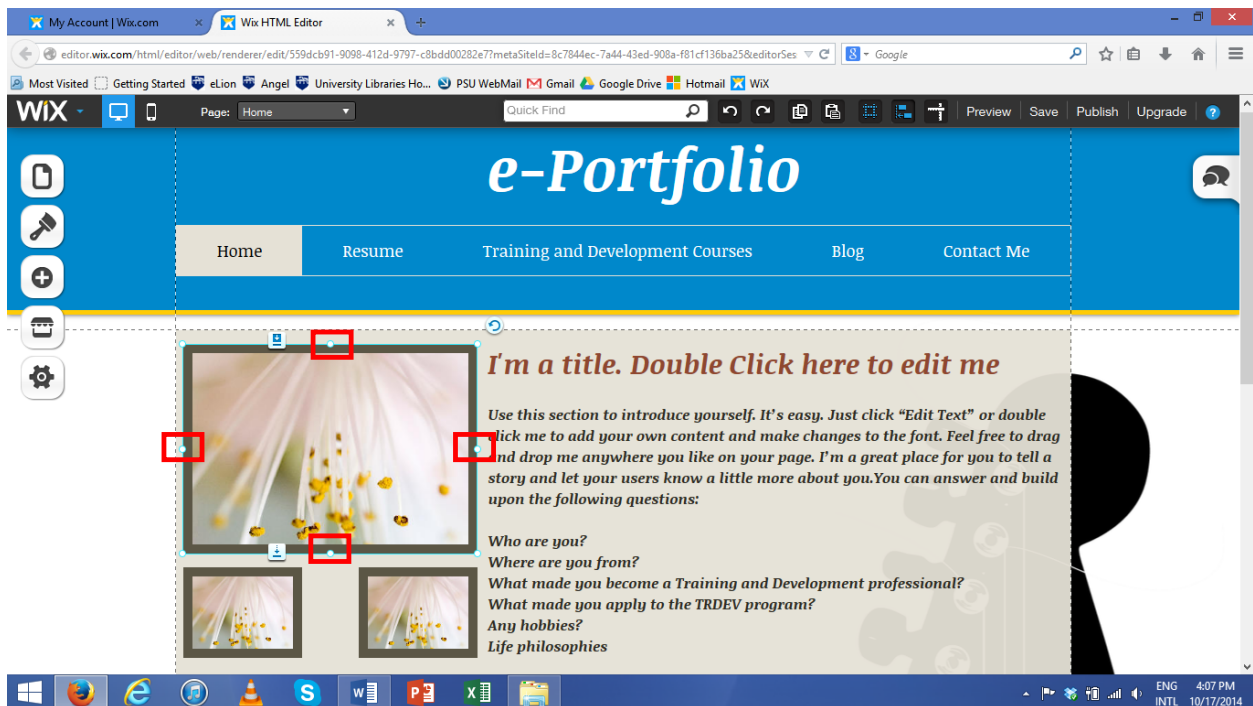 My Account | Wix.com
Wix HTML Editor
editor.wix.com/html/editor/web/renderer/edit/559dcb91-9098-412d-9797-c8bdd00282e7?metaSiteId=8c7844ec-7a44-43ed-908a-f81cf136ba25&editorSes
Google
Most Visited Getting Started eLion Angel University Libraries Ho... PSU WebMail Gmail Google Drive Hotmail WiX
WiX Page: Home Quick Find Preview Save Publish Upgrade ?
e-Portfolio
Home Resume Training and Development Courses Blog Contact Me
I'm a title. Double Click here to edit me
Use this section to introduce yourself. It's easy. Just click “Edit Text” or double
click me to add your own content and make changes to the font. Feel free to drag
and drop me anywhere you like on your page. I'm a great place for you to tell a
story and let your users know a little more about you.You can answer and build
upon the following questions:
Who are you?
Where are you from?
What made you become a Training and Development professional?
What made you apply to the TRDEV program?
Any hobbies?
Life philosophies
ENG 4:07 PM
INTL 10/17/2014